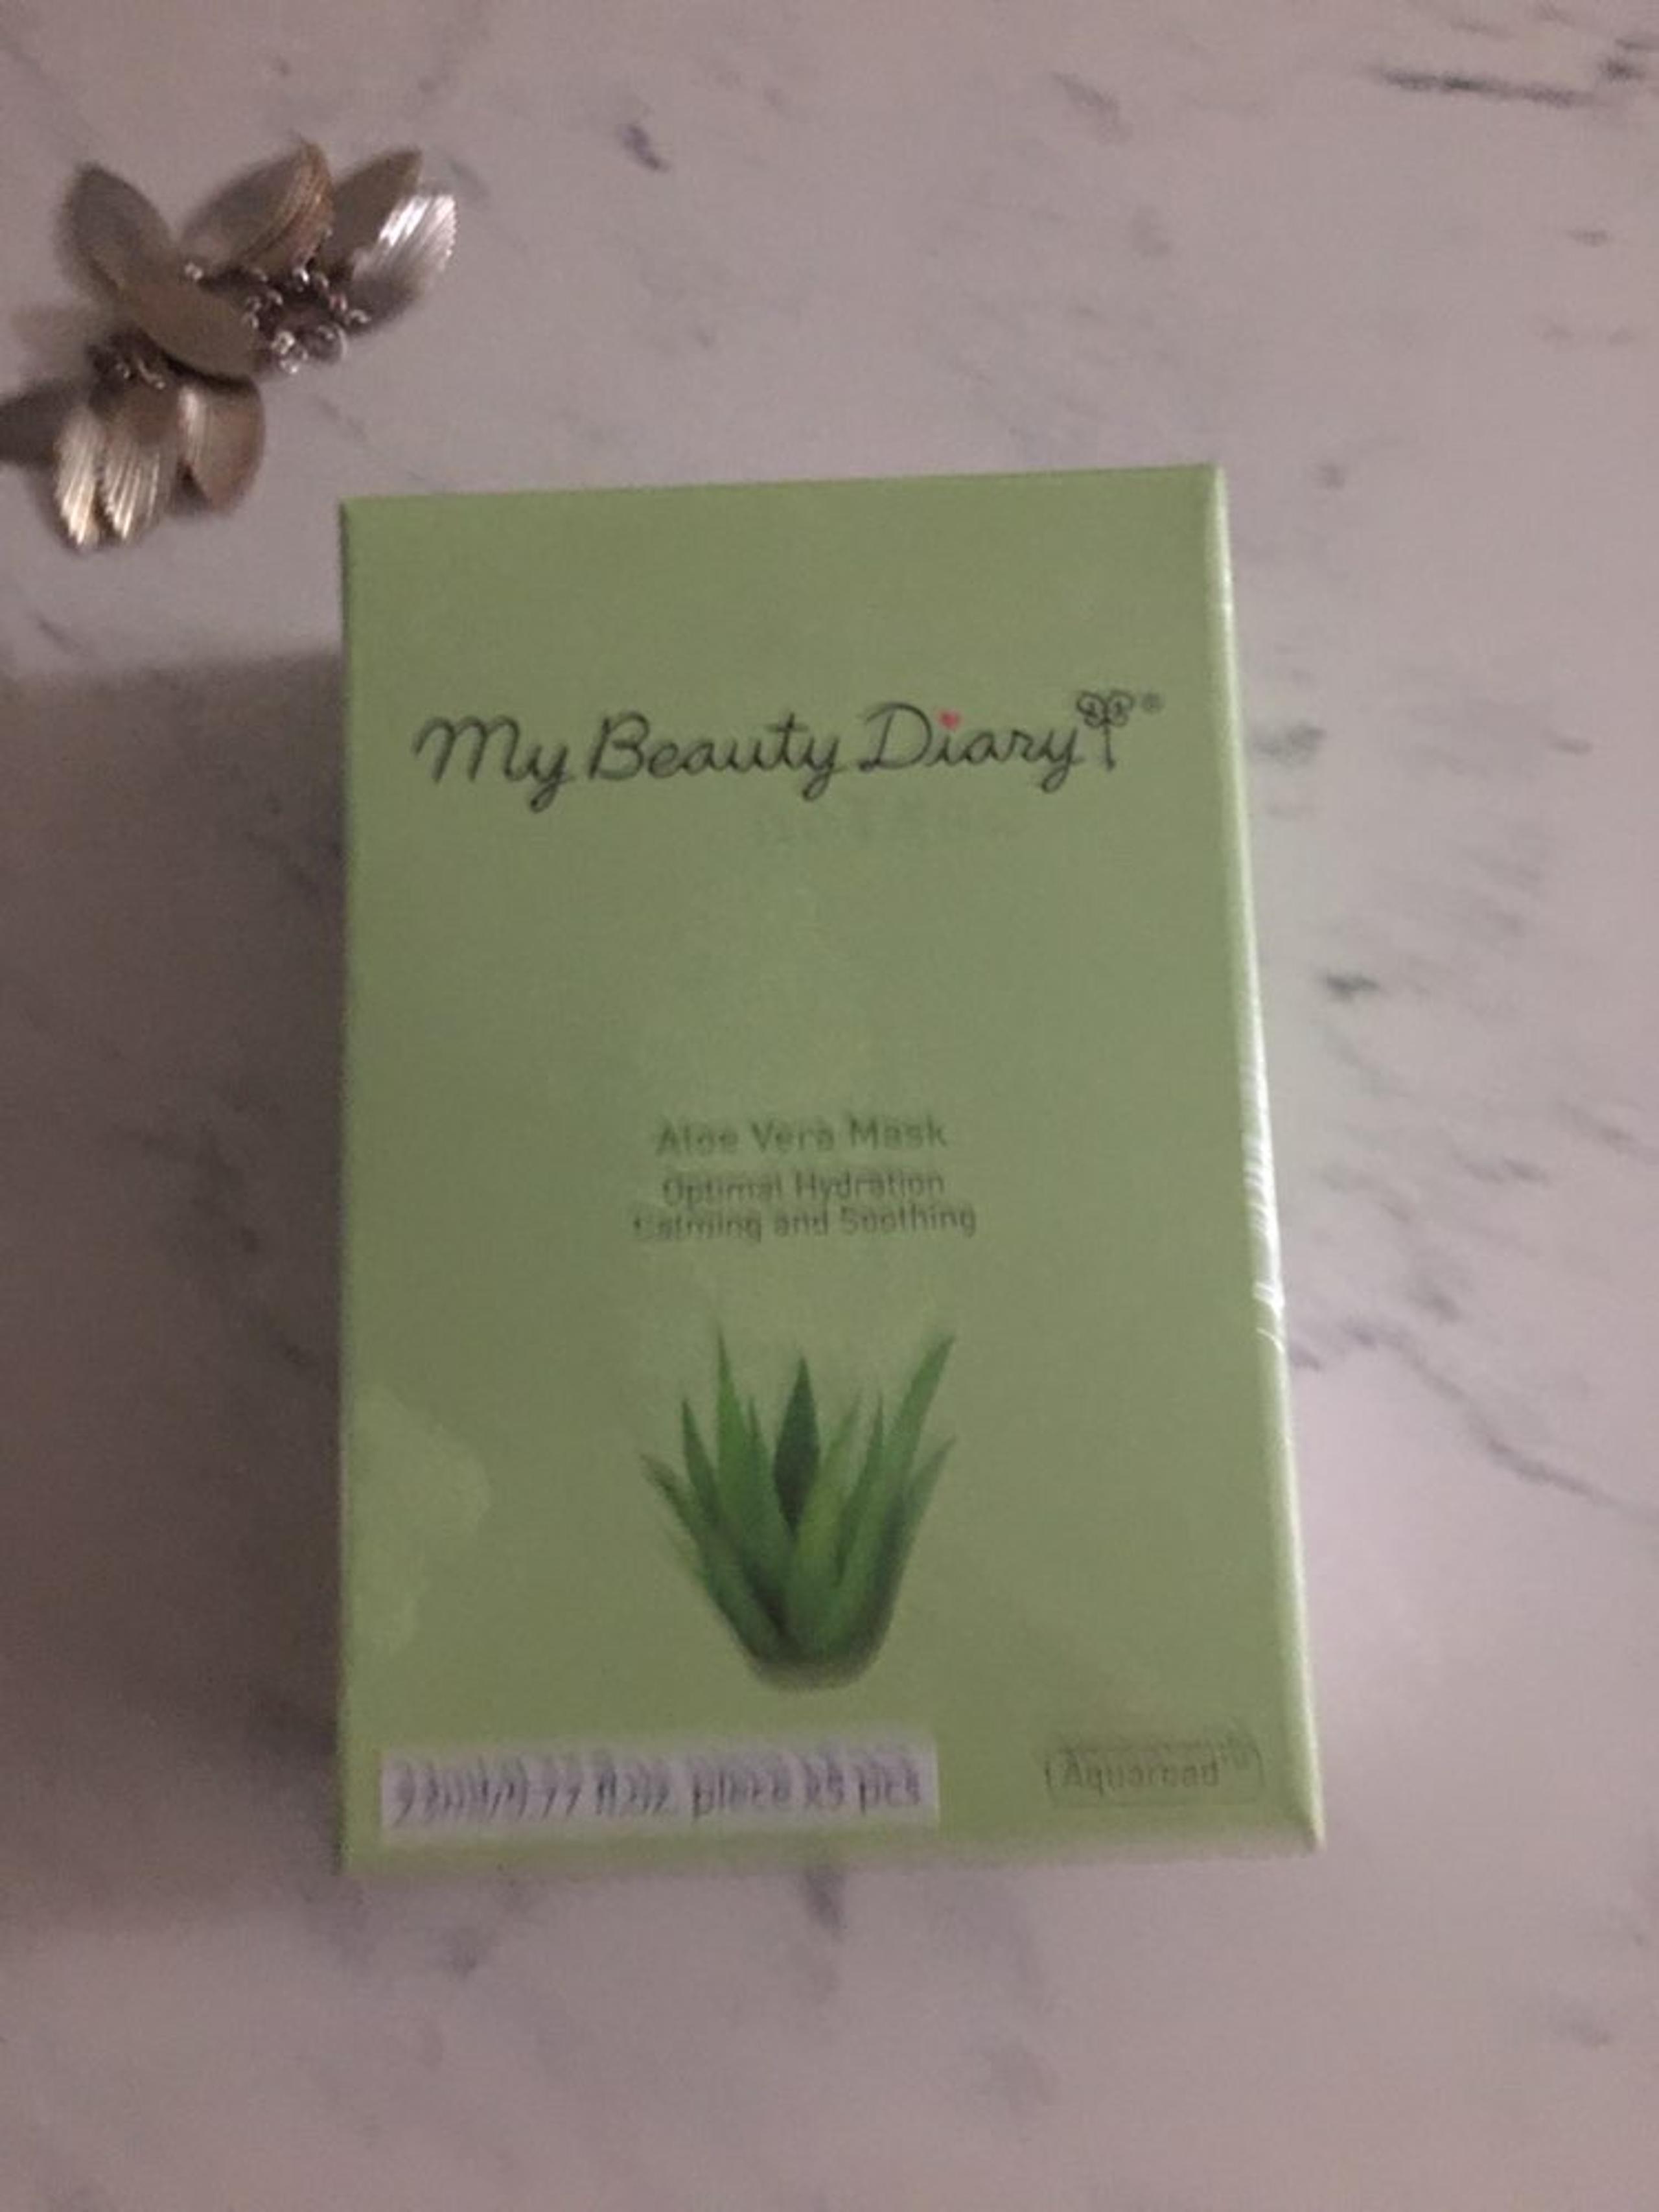 My Beauty Diary®
Aloe Vera Mask
Optimal Hydration
Calming and Soothing